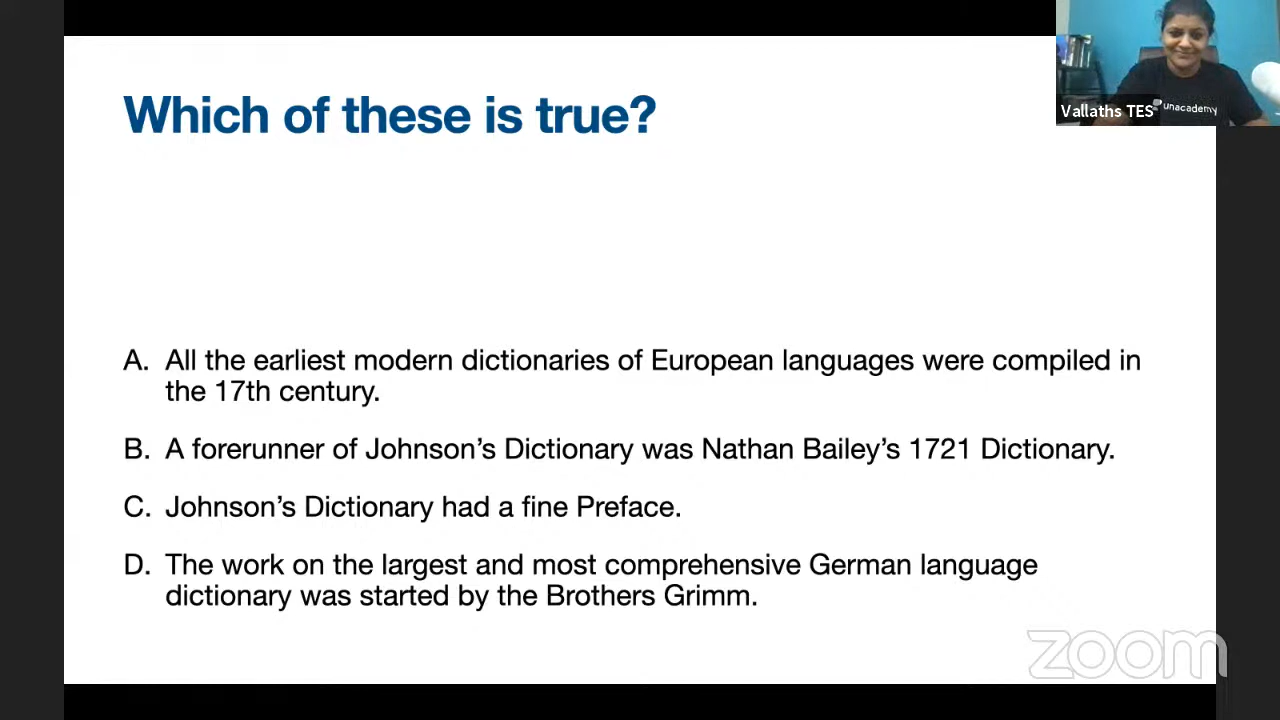 Which of these is true?
Vallaths TES
unacademy
A. All the earliest modern dictionaries of European languages were compiled in
the 17th century.
B. A forerunner of Johnson’s Dictionary was Nathan Bailey’s 1721 Dictionary.
C. Johnson’s Dictionary had a fine Preface.
D. The work on the largest and most comprehensive German language
dictionary was started by the Brothers Grimm.
zoom